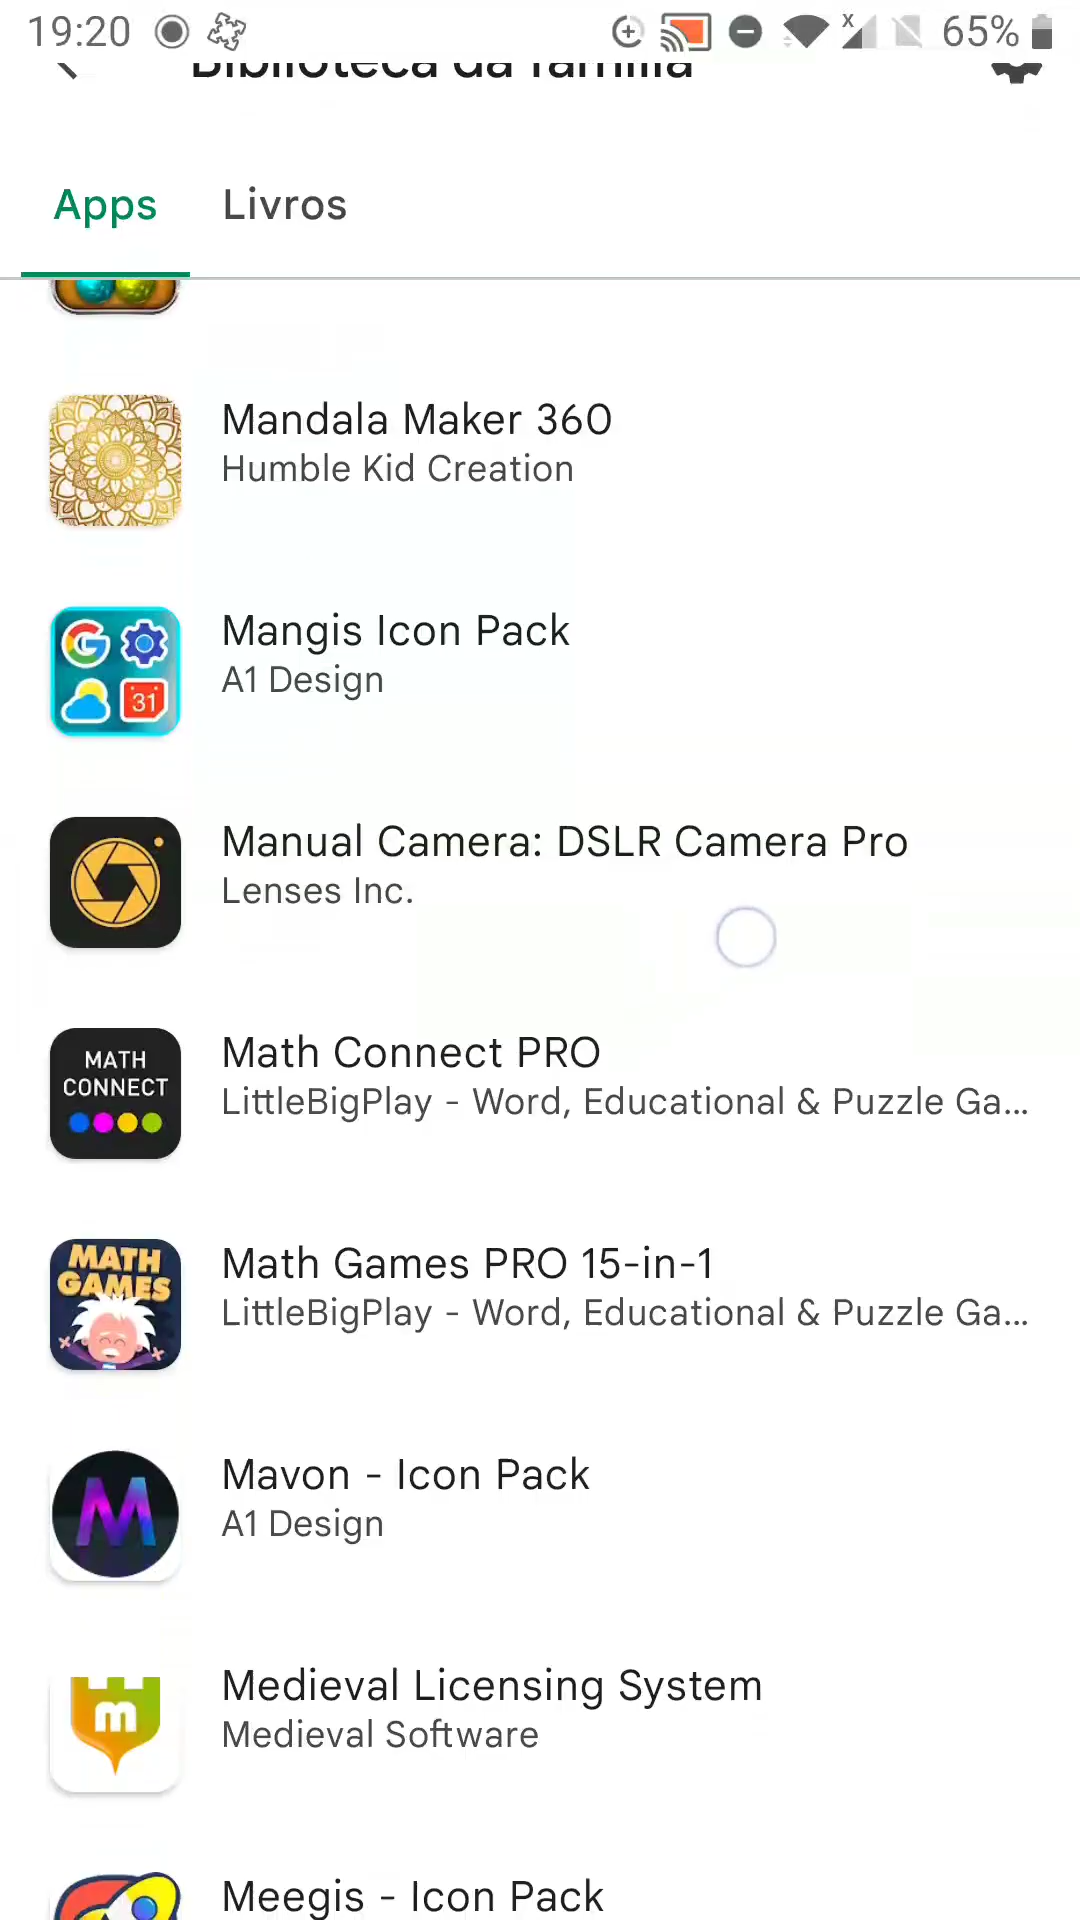 19:20
65%
Biblioteca da família
Apps
Livros
Mandala Maker 360
Humble Kid Creation
31
Mangis Icon Pack
A1 Design
Manual Camera: DSLR Camera Pro
Lenses Inc.
MATH
CONNECT
Math Connect PRO
LittleBigPlay - Word, Educational & Puzzle Ga...
MATH
GAMES
Math Games PRO 15-in-1
LittleBigPlay - Word, Educational & Puzzle Ga...
M
Mavon - Icon Pack
A1 Design
m
Medieval Licensing System
Medieval Software
Meegis - Icon Pack